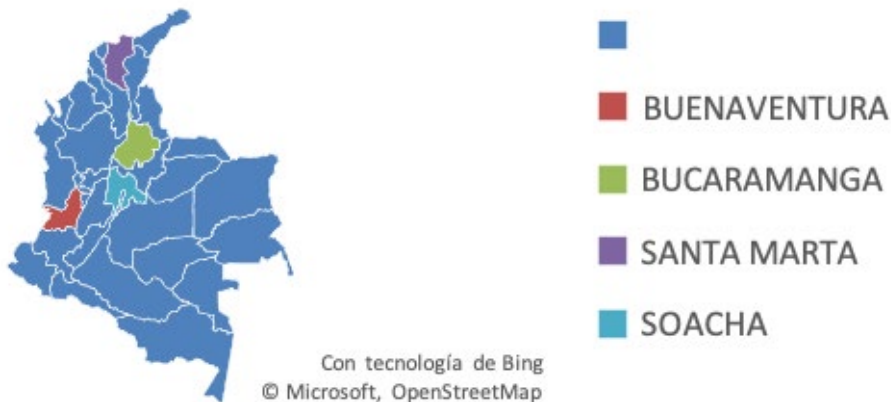 BUENAVENTURA
BUCARAMANGA
SANTA MARTA
SOACHA
Con tecnología de Bing
© Microsoft, OpenStreetMap